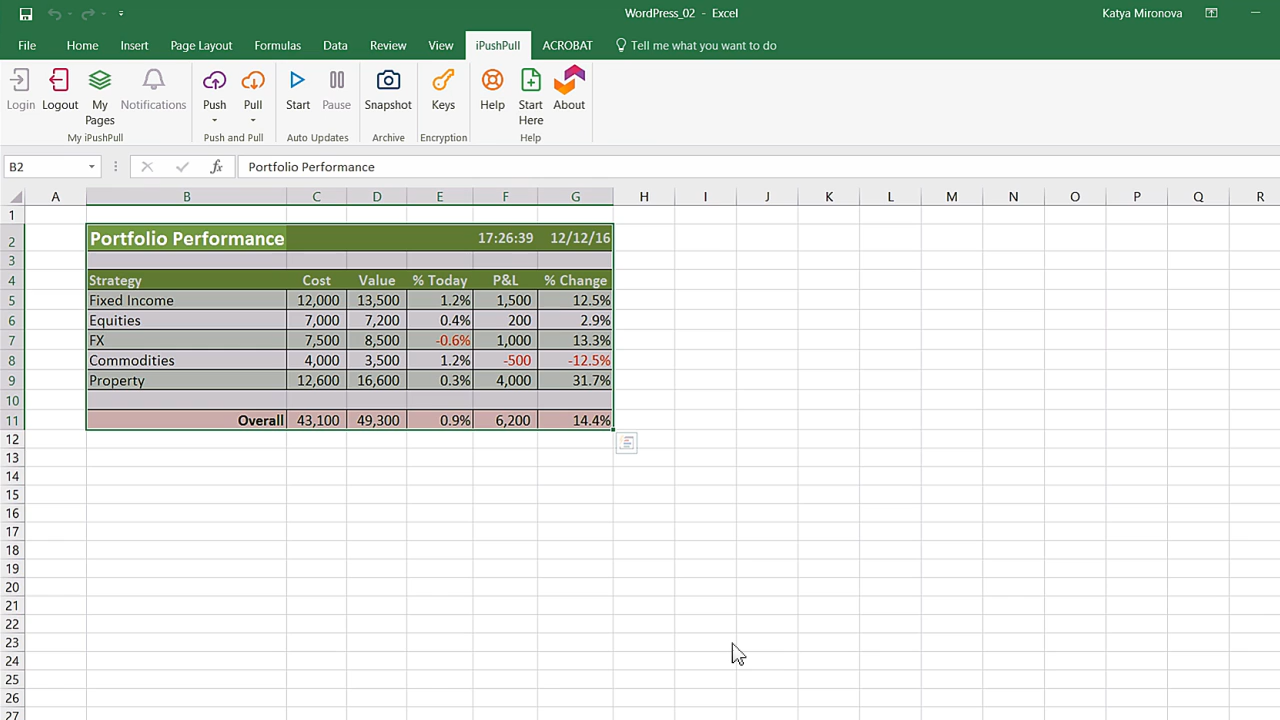 WordPress_02 - Excel
Katya Mironova
File Home Insert Page Layout Formulas Data Review View iPushPull ACROBAT Tell me what you want to do
Login Logout My Pages Notifications Push Pull Start Pause Snapshot Keys Help Start Here About
My iPushPull Push and Pull Auto Updates Archive Encryption Help
B2 fx Portfolio Performance
A B C D E F G H I J K L M N O P Q R
1
2 Portfolio Performance 17:26:39 12/12/16
3
4 Strategy Cost Value % Today P&L % Change
5 Fixed Income 12,000 13,500 1.2% 1,500 12.5%
6 Equities 7,000 7,200 0.4% 200 2.9%
7 FX 7,500 8,500 -0.6% 1,000 13.3%
8 Commodities 4,000 3,500 1.2% -500 -12.5%
9 Property 12,600 16,600 0.3% 4,000 31.7%
10
11 Overall 43,100 49,300 0.9% 6,200 14.4%
12
13
14
15
16
17
18
19
20
21
22
23
24
25
26
27